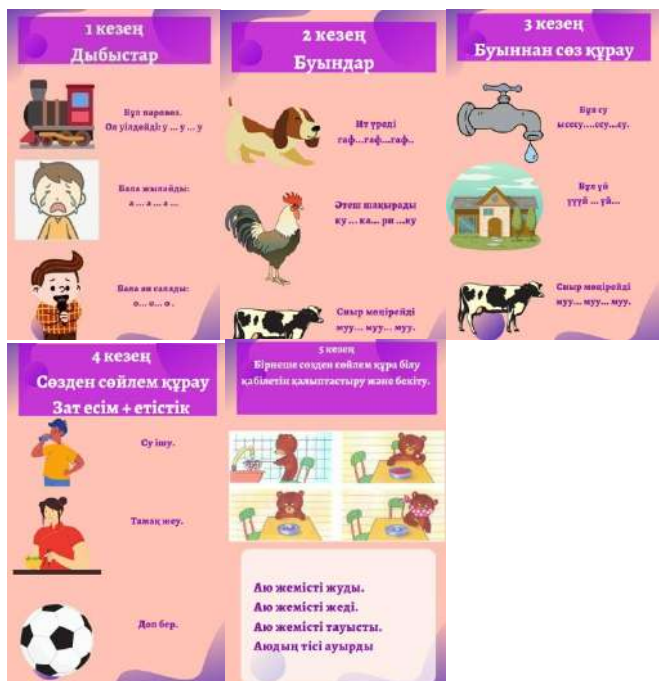 1 кезең
Дыбыстар
Бұл паровоз.
Ол уілдейді: у ... у ... у
Бала жылайды:
а ... а ... а ...
Бала ән салады:
о... о... о .
2 кезең
Буындар
Ит үреді
гаф...гаф...гаф..
Әтеш шақырады
ку ... ка... ри ...ку
Сиыр мөңірейді
муу... муу... муу.
3 кезең
Буыннан сөз құрау
Бұл су
ыссу....ссу...су.
Бұл үй
үүүй ... үй...
Сиыр мөңірейді
муу... муу... муу.
4 кезең
Сөзден сөйлем құрау
Зат есім + етістік
Су ішу.
Тамақ жеу.
Доп бер.
5 кезең
Бірнеше сөзден сөйлем құра білу
қабілетін қалыптастыру және бекіту.
Аю жемісті жуды.
Аю жемісті жеді.
Аю жемісті тауысты.
Аюдың тісі ауырды